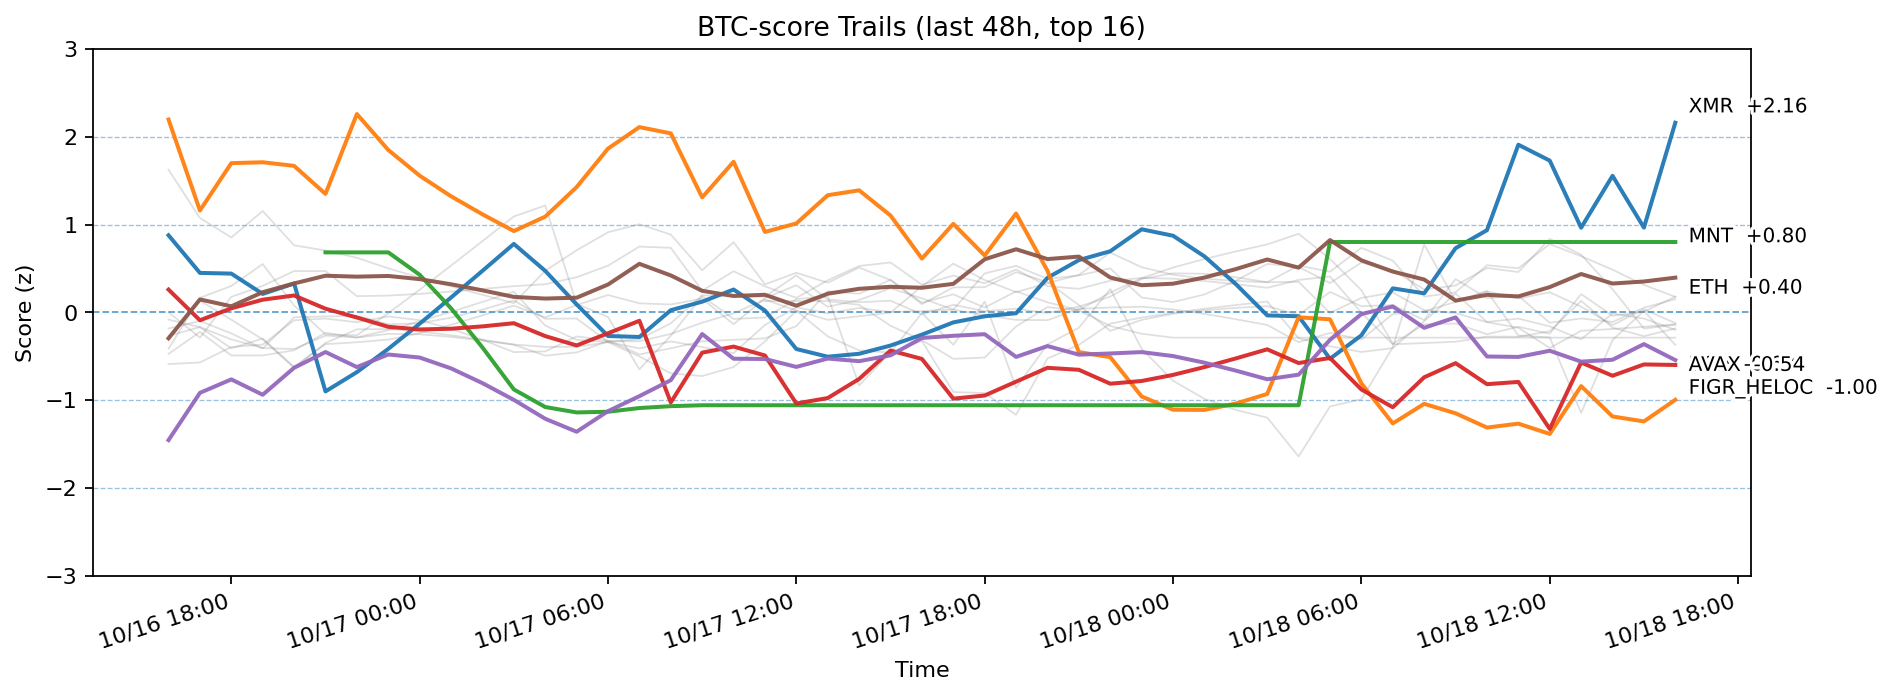 BTC-score Trails (last 48h, top 16)
Score (z)
3
2
1
0
−1
−2
−3
XMR +2.16
MNT +0.80
ETH +0.40
AVAX
-0.54
FIGR_HELOC -1.00
10/16 18:00
10/17 00:00
10/17 06:00
10/17 12:00
10/17 18:00
10/18 00:00
10/18 06:00
10/18 12:00
10/18 18:00
Time